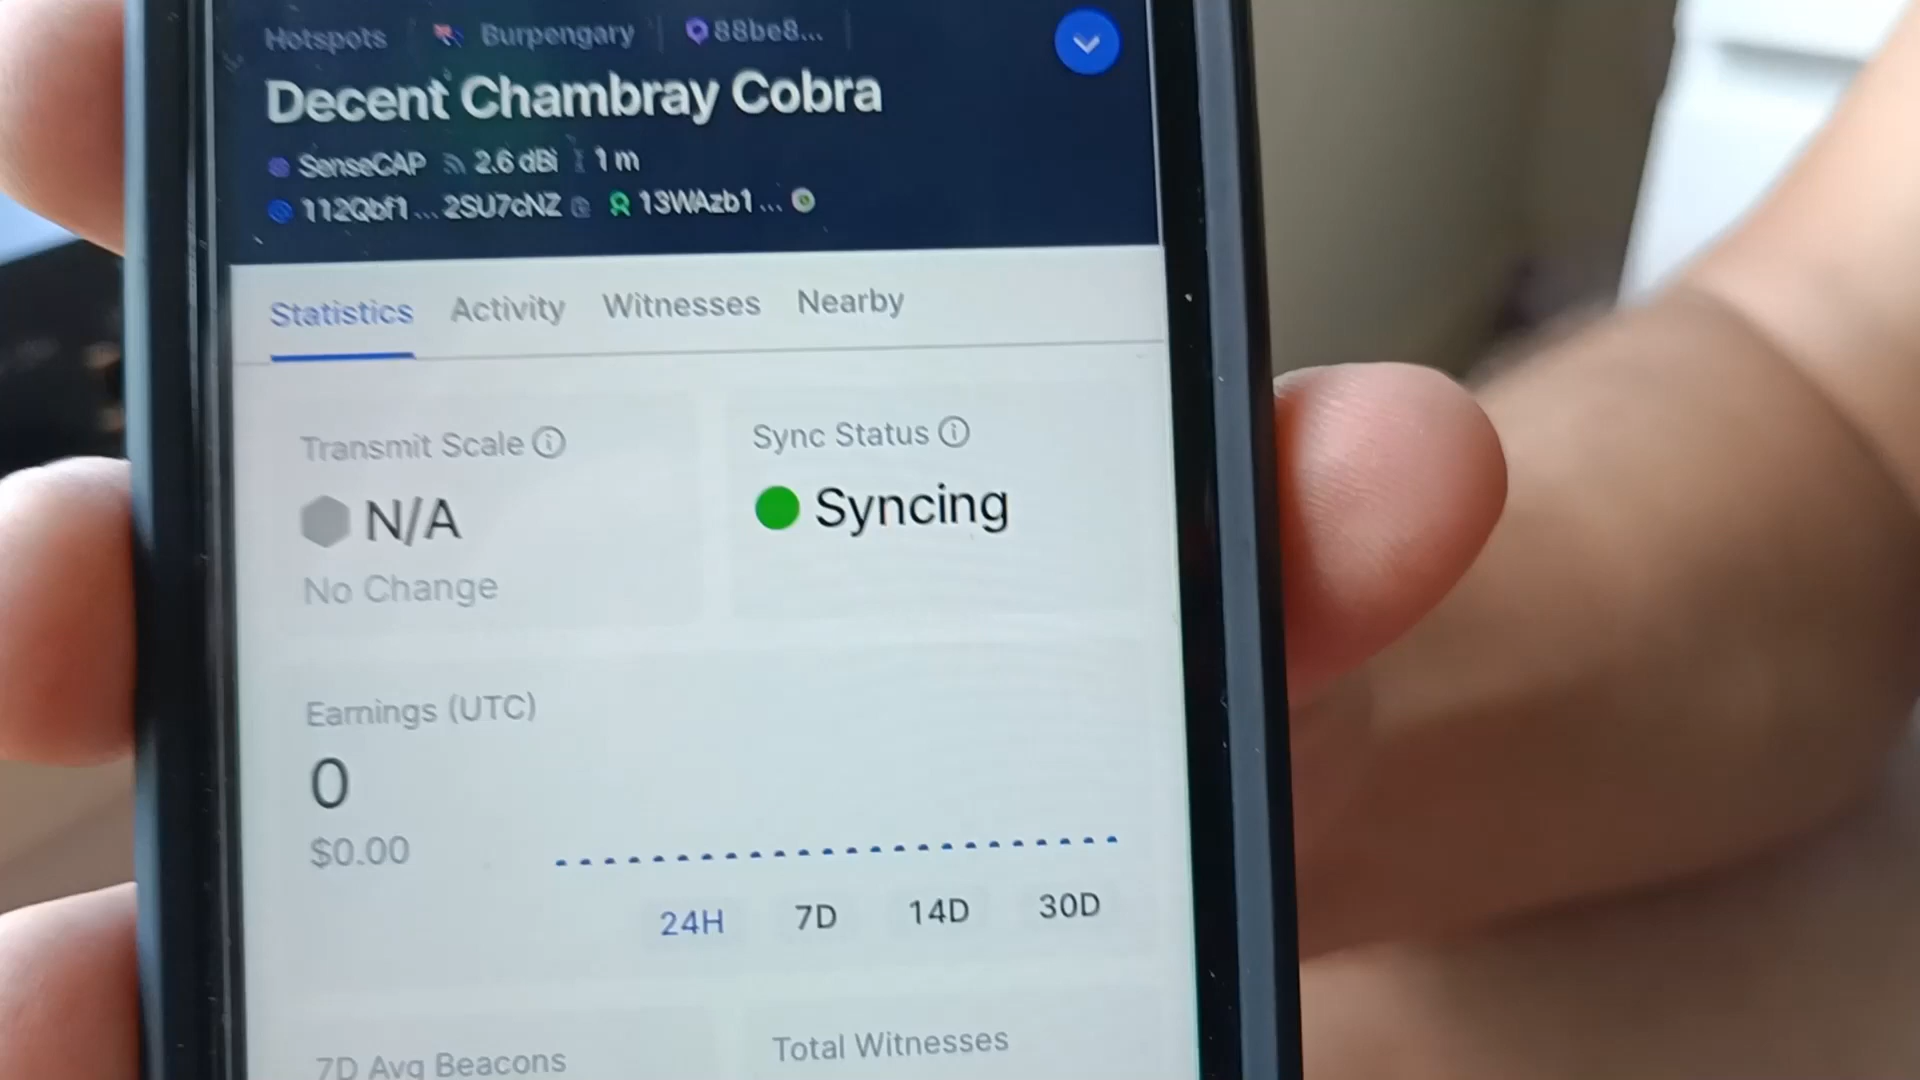 Hotspots Burpengary 88be8...
Decent Chambray Cobra
SenseCAP 2.6 dBi 1 m
112Qbf1...2SU7cNZ 13WAzb1...
Statistics Activity Witnesses Nearby
Transmit Scale
N/A
No Change
Sync Status
Syncing
Earnings (UTC)
0
$0.00
24H 7D 14D 30D
7D Avg Beacons
Total Witnesses